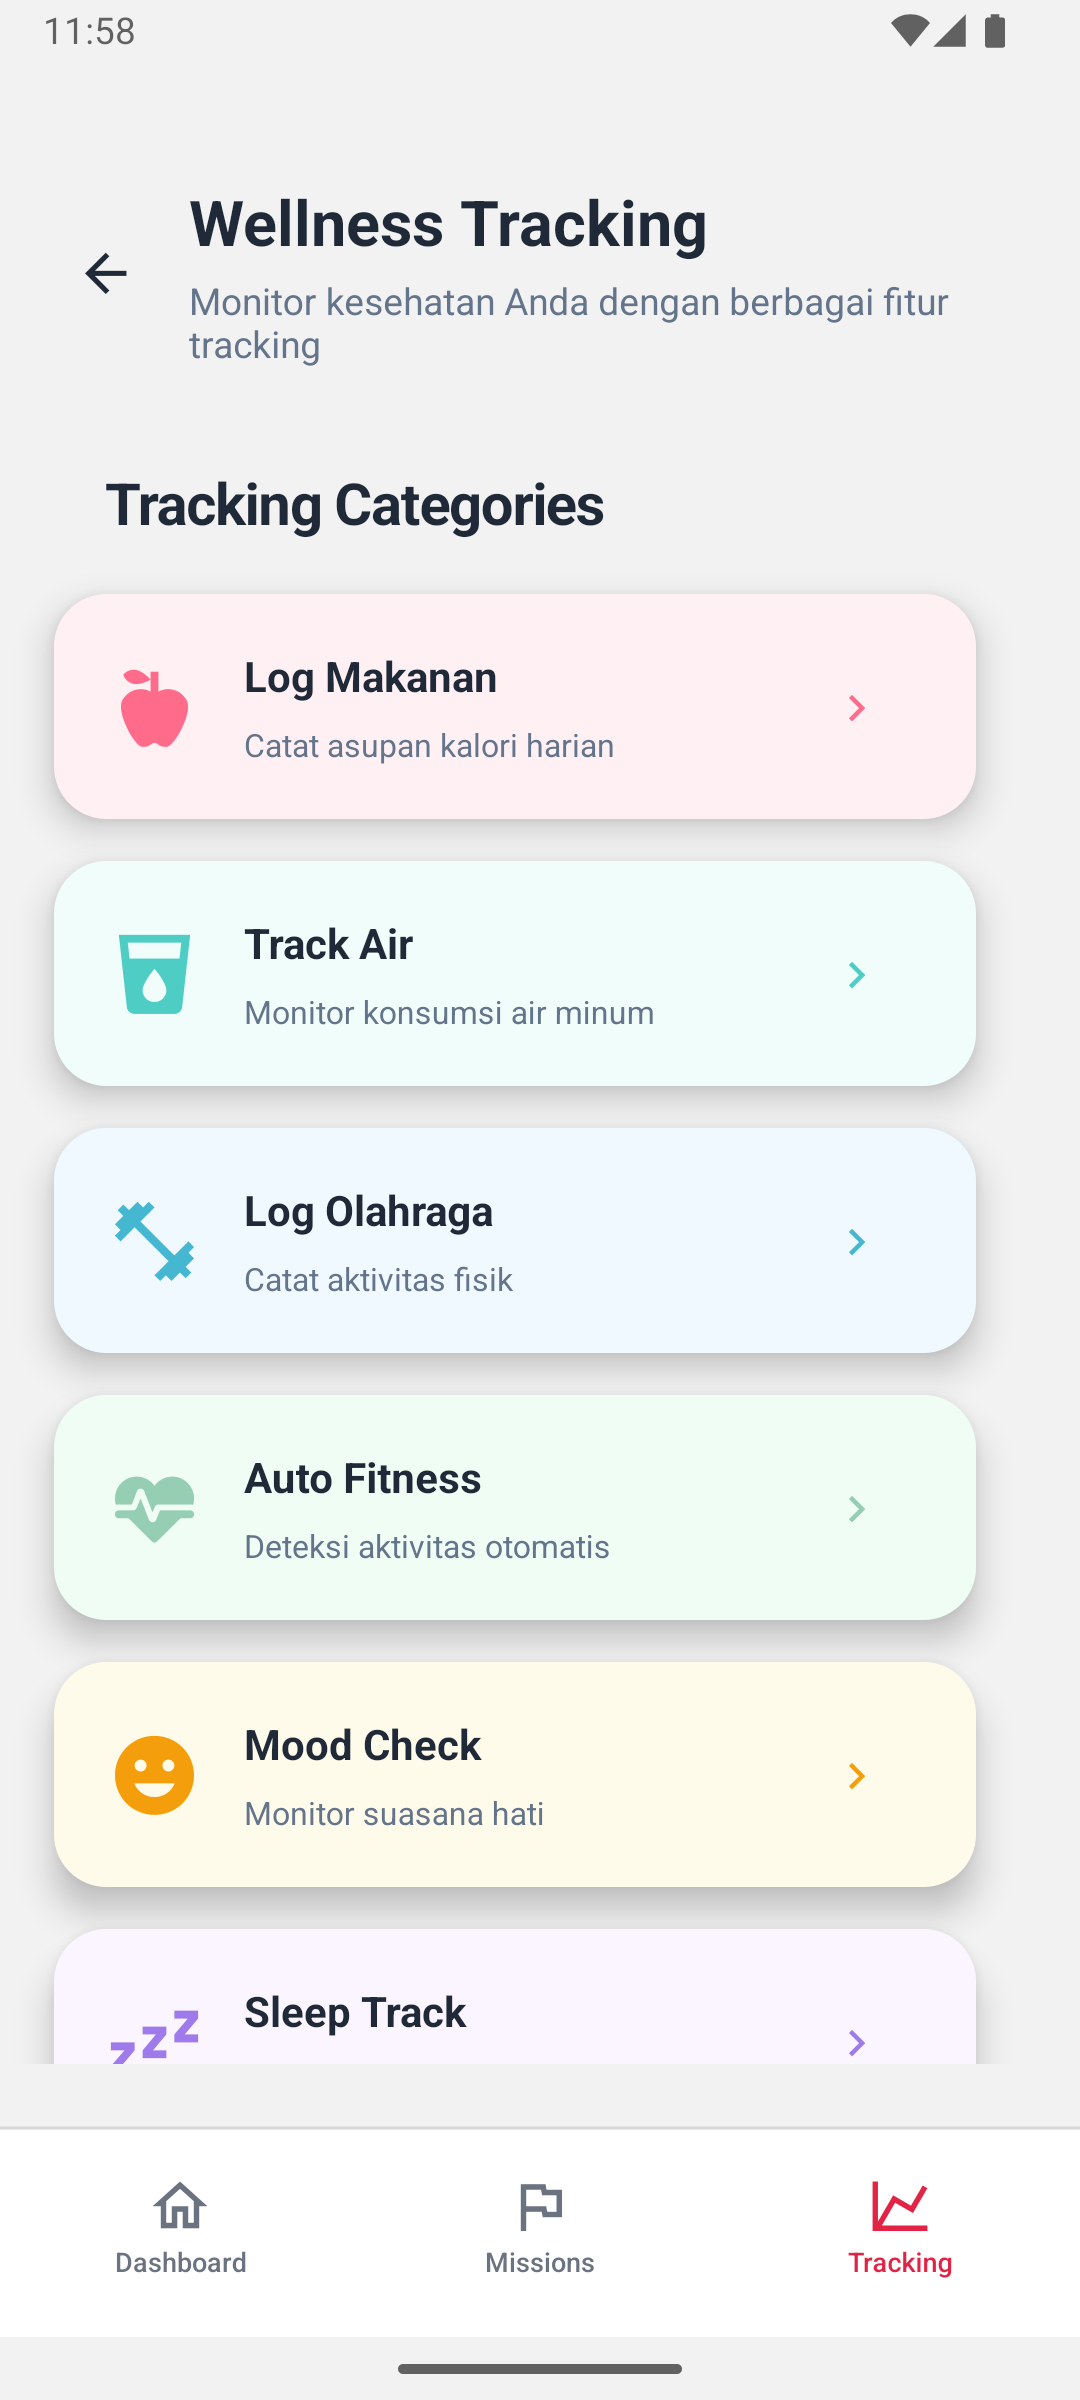 11:58
Wellness Tracking
Monitor kesehatan Anda dengan berbagai fitur
tracking
Tracking Categories
Log Makanan
Catat asupan kalori harian
Track Air
Monitor konsumsi air minum
Log Olahraga
Catat aktivitas fisik
Auto Fitness
Deteksi aktivitas otomatis
Mood Check
Monitor suasana hati
Sleep Track
Dashboard
Missions
Tracking